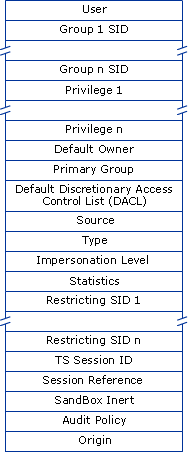 User
Group 1 SID
Group n SID
Privilege 1
Privilege n
Default Owner
Primary Group
Default Discretionary Access
Control List (DACL)
Source
Type
Impersonation Level
Statistics
Restricting SID 1
Restricting SID n
TS Session ID
Session Reference
SandBox Inert
Audit Policy
Origin